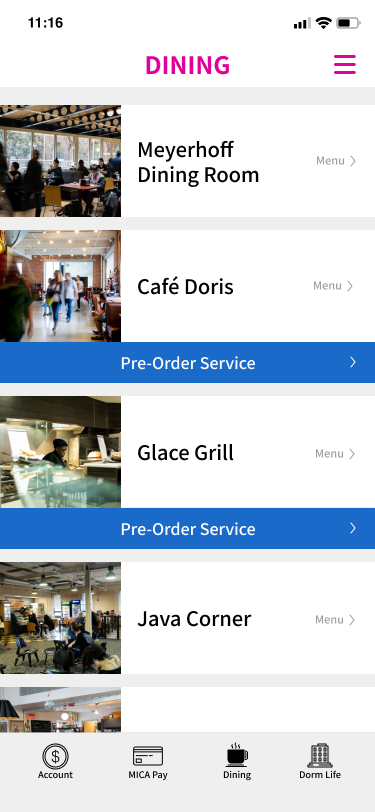 11:16
DINING
Meyerhoff
Dining Room
Menu
Café Doris
Menu
Pre-Order Service
Glace Grill
Menu
Pre-Order Service
Java Corner
Menu
Account
MICA Pay
Dining
Dorm Life